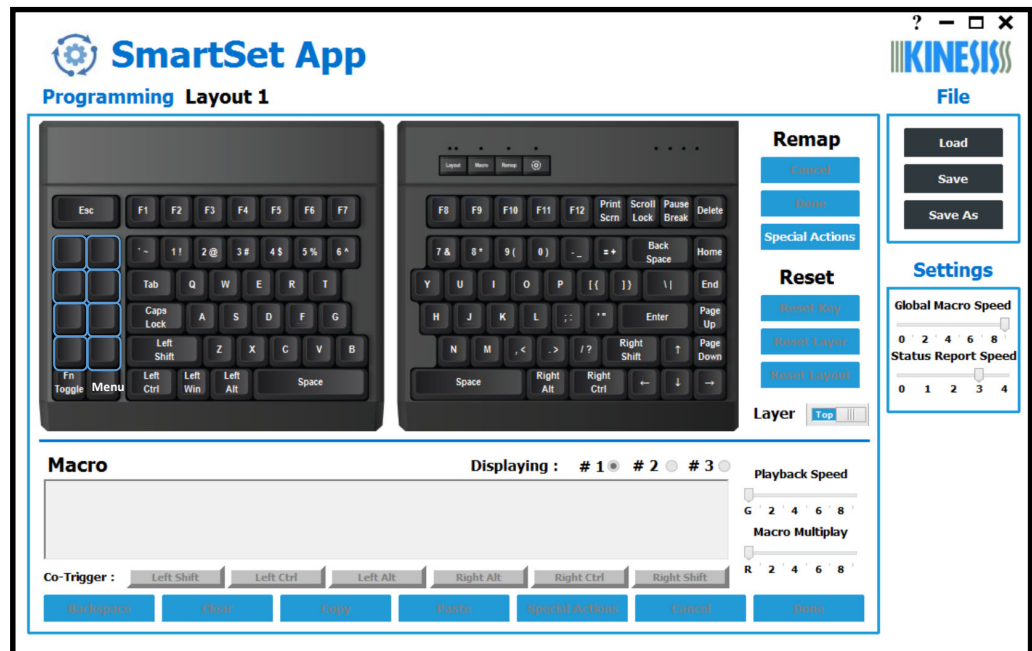 ? — □ X
SmartSet App
KINESIS
Programming Layout 1
File
Layout Macro Remap
Remap
Cancel
Done
Special Actions
Load
Save
Save As
Esc F1 F2 F3 F4 F5 F6 F7
F8 F9 F10 F11 F12 Print Scrn Scroll Lock Pause Break Delete
` ~ 1 ! 2 @ 3 # 4 $ 5 % 6 ^
7 & 8 * 9 ( 0 ) - _ = + Back Space Home
Tab Q W E R T
Y U I O P [ { ] } \ | End
Caps Lock A S D F G
H J K L ; : ' " Enter Page Up
Left Shift Z X C V B
N M , < . > / ? Right Shift ↑ Page Down
Fn Toggle Menu Left Ctrl Left Win Left Alt Space
Space Right Alt Right Ctrl ← ↓ →
Reset
Reset Key
Reset Layer
Reset Layout
Layer Top
Settings
Global Macro Speed
0 2 4 6 8
Status Report Speed
0 1 2 3 4
Macro
Displaying : # 1 # 2 # 3
Playback Speed
G 2 4 6 8
Macro Multiplay
R 2 4 6 8
Co-Trigger : Left Shift Left Ctrl Left Alt Right Alt Right Ctrl Right Shift
Backspace Clear Copy Paste Special Actions Cancel Done